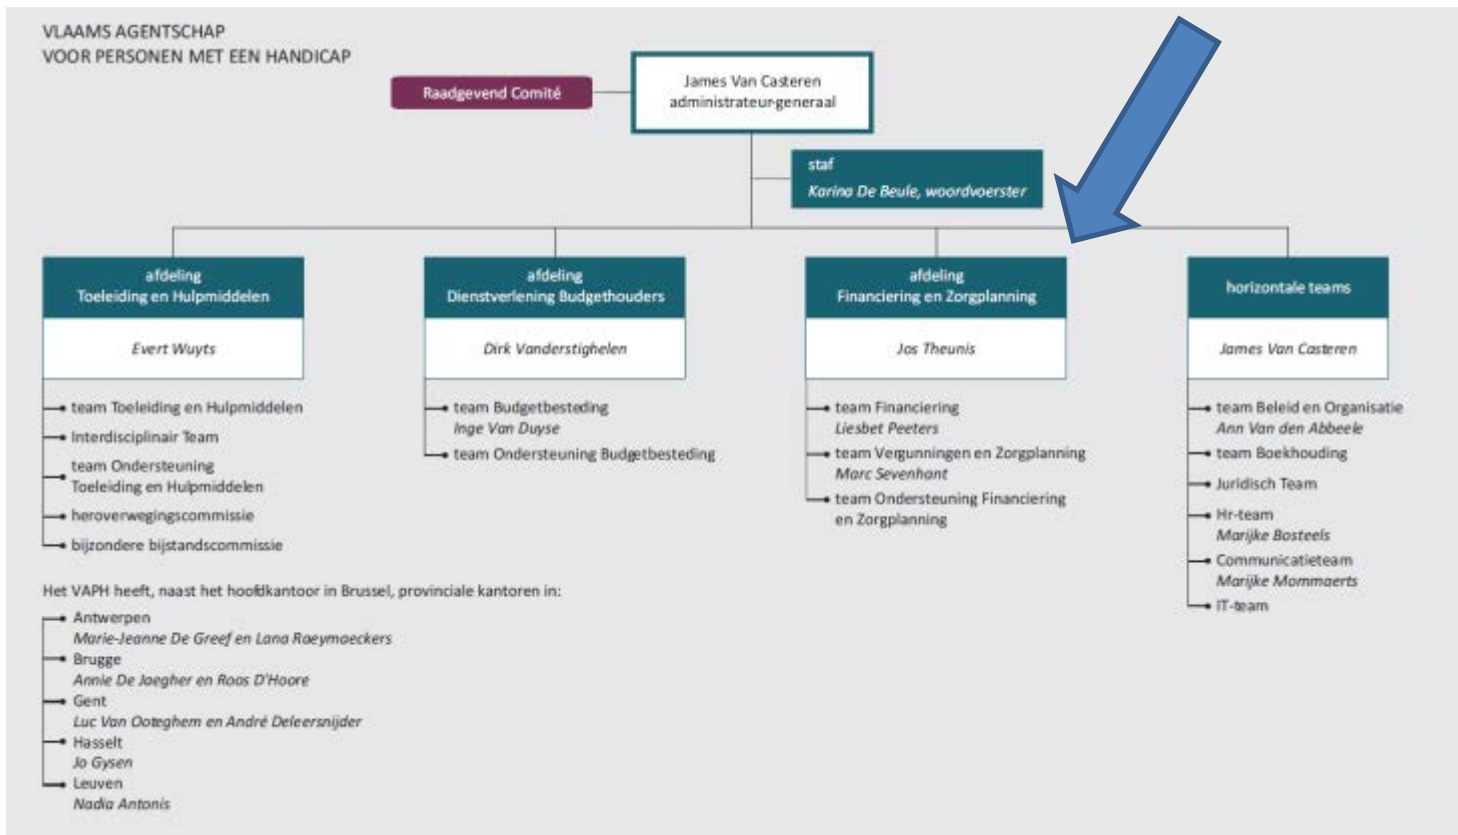 VLAAMS AGENTSCHAP
VOOR PERSONEN MET EEN HANDICAP
Raadgevend Comité
James Van Casteren
administrateur-generaal
staf
Karina De Beule, woordvoerster
afdeling
Toeleiding en Hulpmiddelen
Evert Wuyts
team Toeleiding en Hulpmiddelen
Interdisciplinair Team
team Ondersteuning
Toeleiding en Hulpmiddelen
heroverwegingscommissie
bijzondere bijstandscommissie
afdeling
Dienstverlening Budgethouders
Dirk Vanderstighelen
team Budgetbesteding
Inge Van Duyse
team Ondersteuning Budgetbesteding
afdeling
Financiering en Zorgplanning
Jos Theunis
team Financiering
Liesbet Peeters
team Vergunningen en Zorgplanning
Marc Sevenhant
team Ondersteuning Financiering
en Zorgplanning
horizontale teams
James Van Casteren
team Beleid en Organisatie
Ann Van den Abbeele
team Boekhouding
Juridisch Team
Hr-team
Marijke Bosteels
Communicatieteam
Marijke Mommaerts
IT-team
Het VAPH heeft, naast het hoofdkantoor in Brussel, provinciale kantoren in:
Antwerpen
Marie-Jeanne De Greef en Lana Raeymaeckers
Brugge
Annie De Jaegher en Roos D'Hoore
Gent
Luc Van Ooteghem en André Deleersnijder
Hasselt
Jo Gysen
Leuven
Nadia Antonis